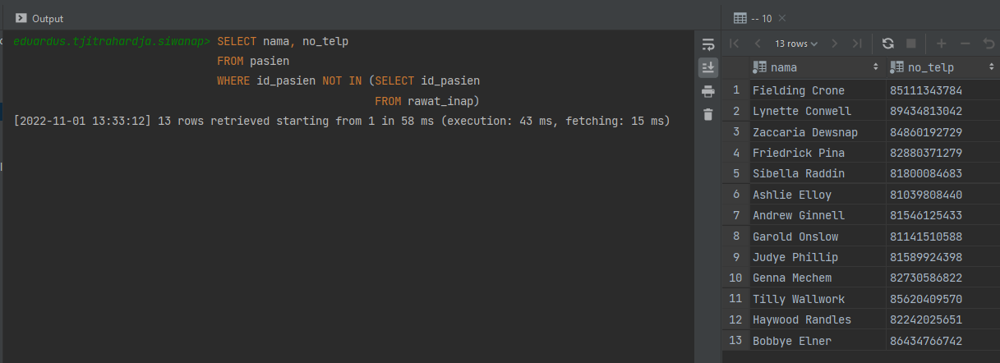 Output
eduardus.tjitrahardja.siwanap> SELECT nama, no_telp
FROM pasien
WHERE id_pasien NOT IN (SELECT id_pasien
FROM rawat_inap)
[2022-11-01 13:33:12] 13 rows retrieved starting from 1 in 58 ms (execution: 43 ms, fetching: 15 ms)
-- 10
13 rows
nama no_telp
1 Fielding Crone 85111343784
2 Lynette Conwell 89434813042
3 Zaccaria Dewsnap 84860192729
4 Friedrick Pina 82880371279
5 Sibella Raddin 81800084683
6 Ashlie Elloy 81039808440
7 Andrew Ginnell 81546125433
8 Garold Onslow 81141510588
9 Judye Phillip 81589924398
10 Genna Mechem 82730586822
11 Tilly Wallwork 85620409570
12 Haywood Randles 82242025651
13 Bobbye Elner 86434766742